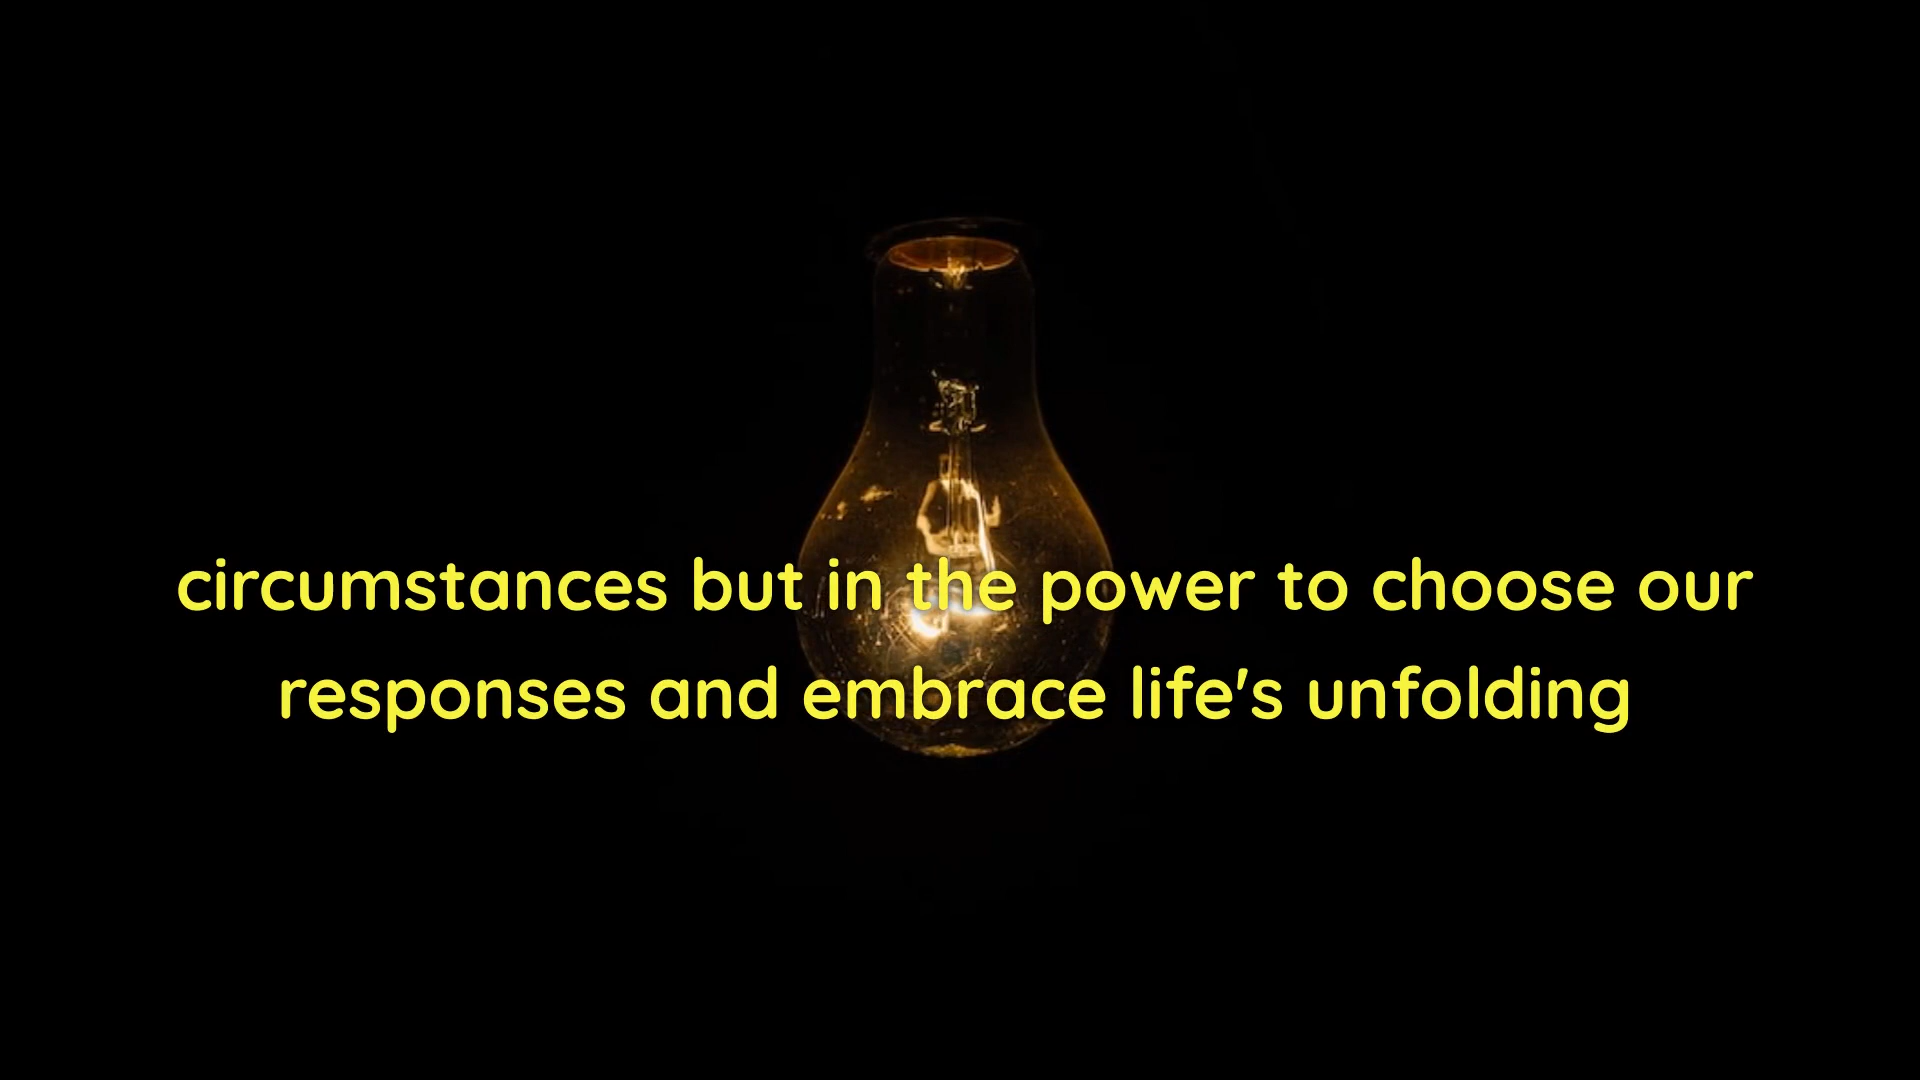 circumstances but in the power to choose our
responses and embrace life's unfolding